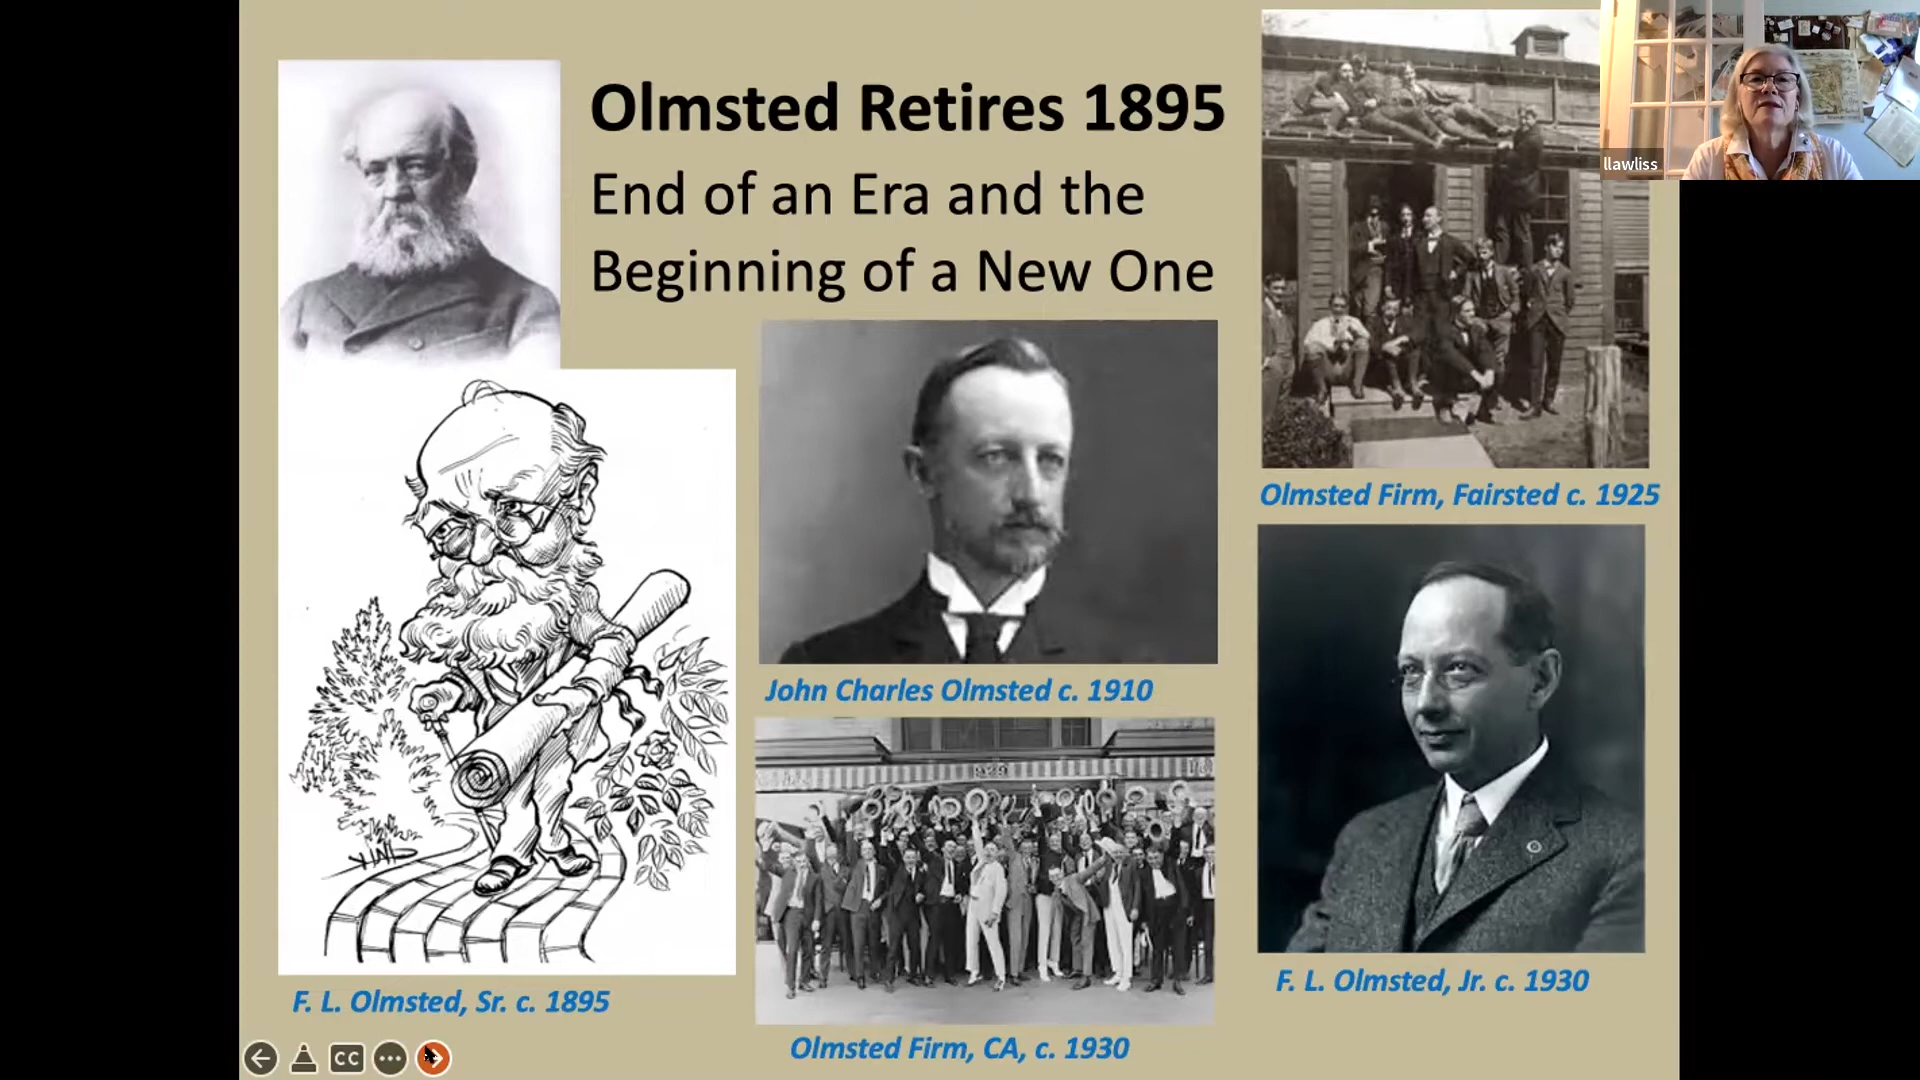 Olmsted Retires 1895
End of an Era and the
Beginning of a New One
llawliss
Olmsted Firm, Fairsted c. 1925
John Charles Olmsted c. 1910
F. L. Olmsted, Jr. c. 1930
F. L. Olmsted, Sr. c. 1895
Olmsted Firm, CA, c. 1930
CC